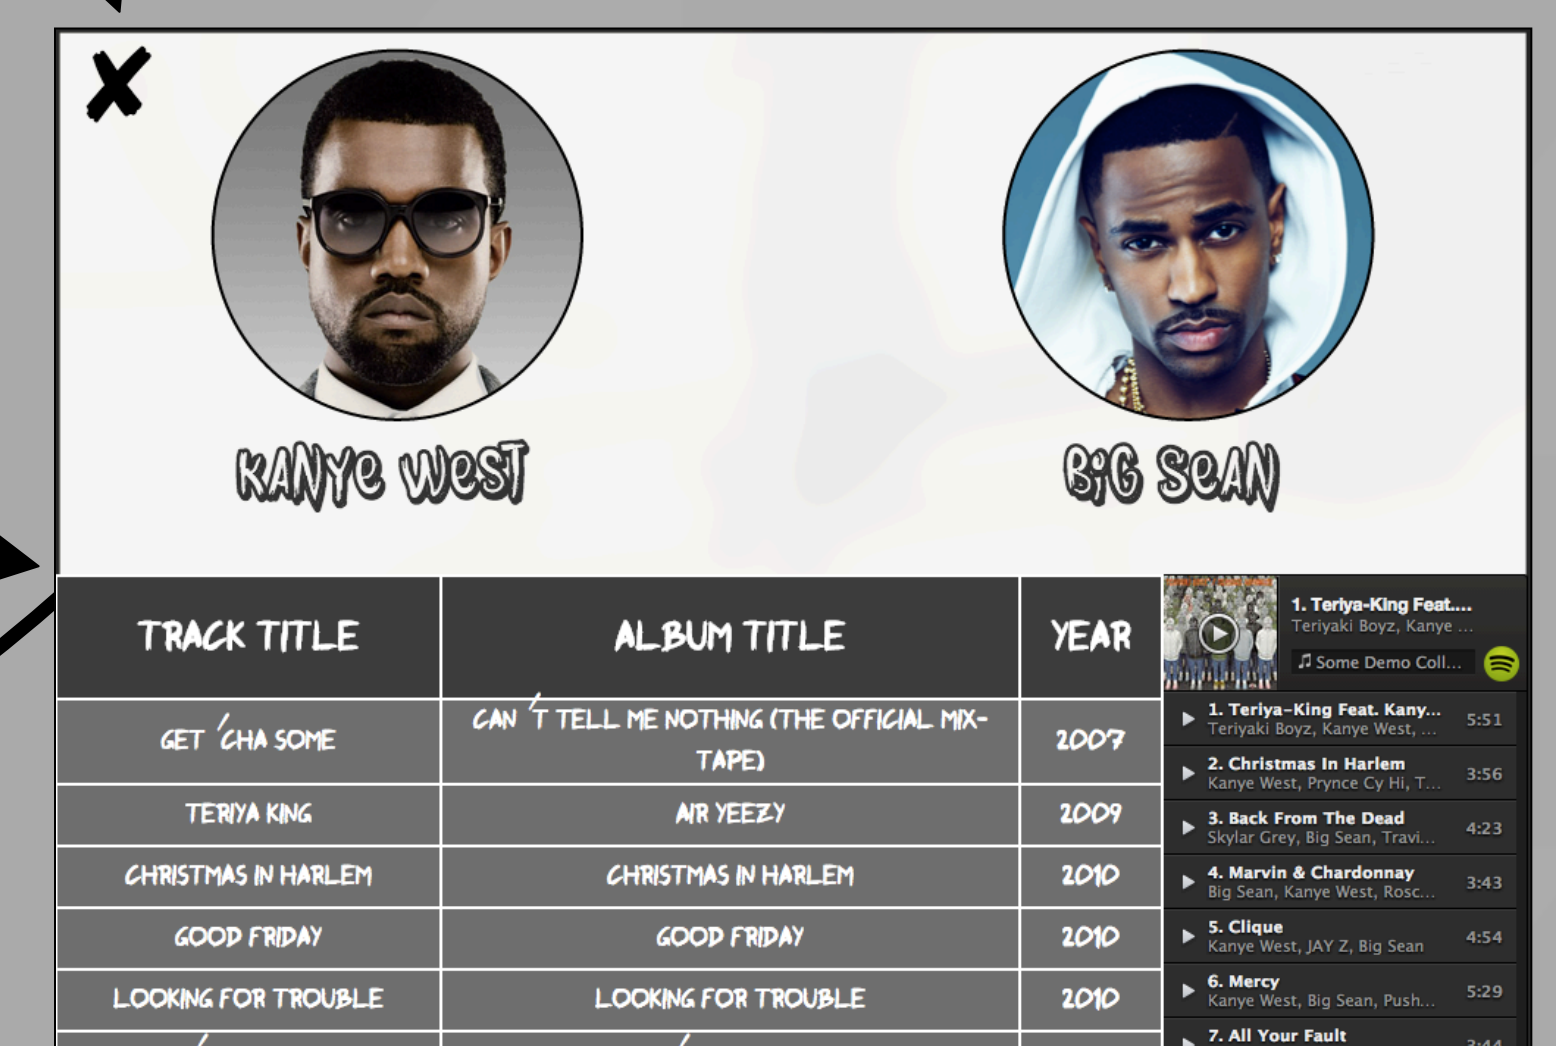 KANYE WEST
BIG SEAN
TRACK TITLE
ALBUM TITLE
YEAR
GET 'CHA SOME
CAN 'T TELL ME NOTHING (THE OFFICIAL MIX-
TAPE)
2007
TERIYA KING
AIR YEEZY
2009
CHRISTMAS IN HARLEM
CHRISTMAS IN HARLEM
2010
GOOD FRIDAY
GOOD FRIDAY
2010
LOOKING FOR TROUBLE
LOOKING FOR TROUBLE
2010
1. Teriya-King Feat....
Teriyaki Boyz, Kanye ...
Some Demo Coll...
1. Teriya-King Feat. Kany...
5:51
Teriyaki Boyz, Kanye West, ...
2. Christmas In Harlem
3:56
Kanye West, Prynce Cy Hi, T...
3. Back From The Dead
4:23
Skylar Grey, Big Sean, Travi...
4. Marvin & Chardonnay
3:43
Big Sean, Kanye West, Rosc...
5. Clique
4:54
Kanye West, JAY Z, Big Sean
6. Mercy
5:29
Kanye West, Big Sean, Push...
7. All Your Fault